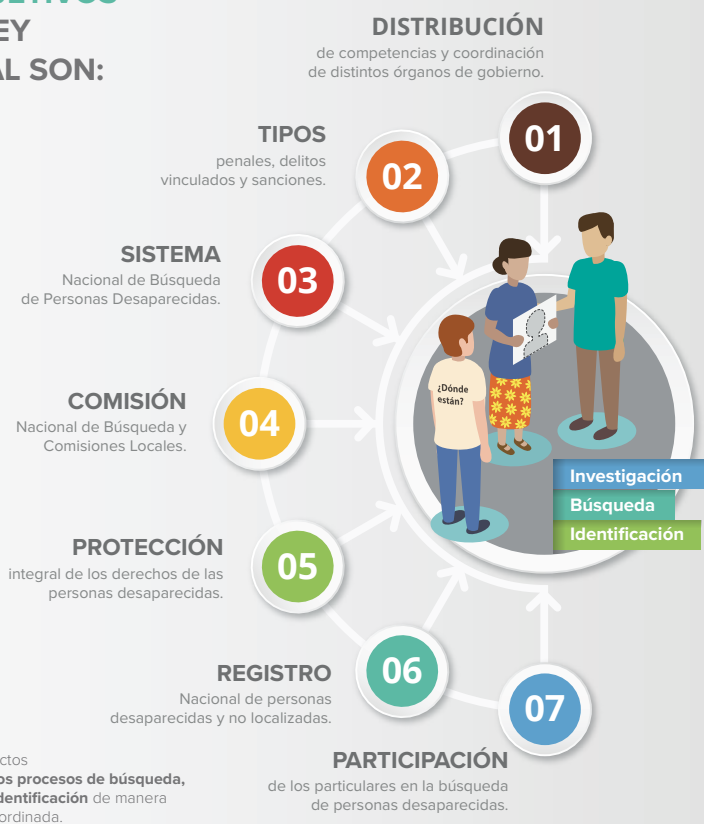 EY
AL SON:
DISTRIBUCIÓN
de competencias y coordinación
de distintos órganos de gobierno.
01
TIPOS
penales, delitos
vinculados y sanciones.
02
SISTEMA
Nacional de Búsqueda
de Personas Desaparecidas.
03
COMISIÓN
Nacional de Búsqueda y
Comisiones Locales.
04
PROTECCIÓN
integral de los derechos de las
personas desaparecidas.
05
REGISTRO
Nacional de personas
desaparecidas y no localizadas.
06
PARTICIPACIÓN
de los particulares en la búsqueda
de personas desaparecidas.
07
¿Dónde
están?
Investigación
Búsqueda
Identificación
ctos
os procesos de búsqueda,
dentificación de manera
ordinada.